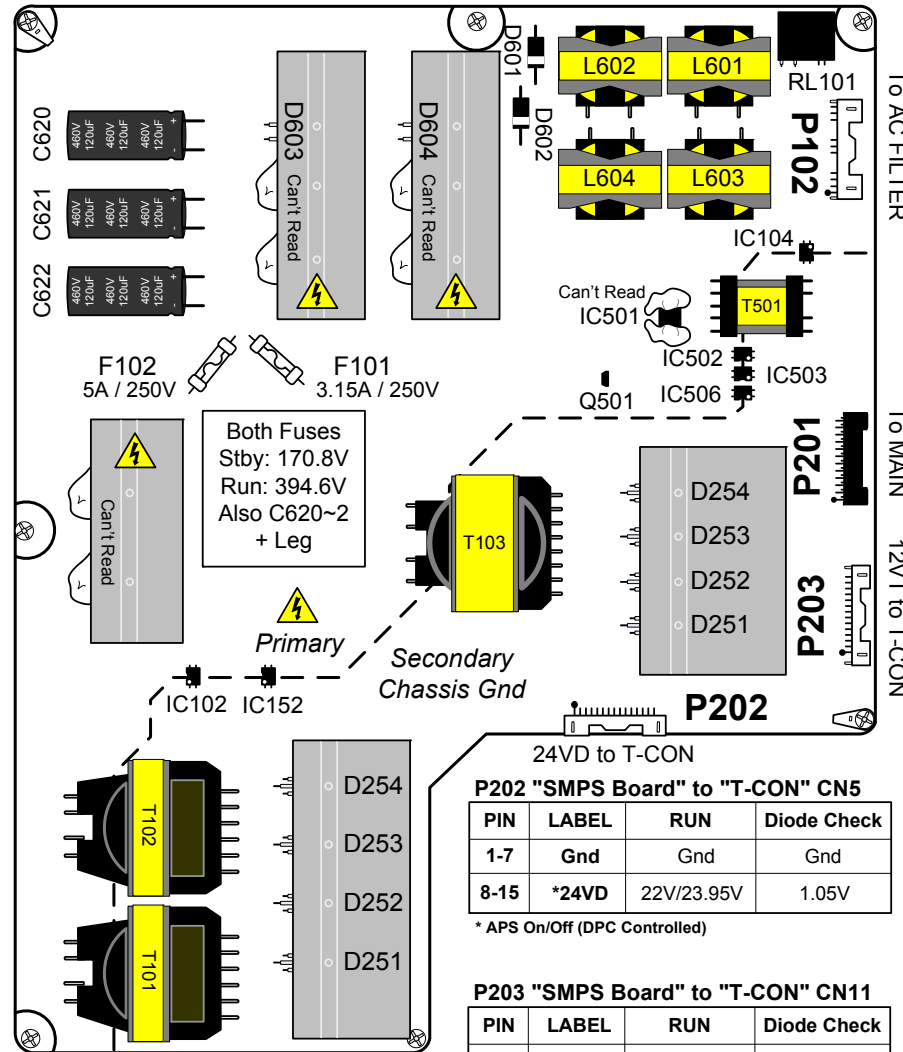 C620
460V 120uF
460V 120uF
460V 120uF
+
-
C621
460V 120uF
460V 120uF
460V 120uF
+
-
C622
460V 120uF
460V 120uF
460V 120uF
+
-
D603
Can't Read
D604
Can't Read
D601
D602
L602
L601
L604
L603
RL101
P102
To AC FILTER
IC104
T501
Can't Read
IC501
IC502
IC503
IC506
Q501
F102
5A / 250V
F101
3.15A / 250V
Both Fuses
Stby: 170.8V
Run: 394.6V
Also C620~2
+ Leg
Can't Read
T103
D254
D253
D252
D251
P201
To MAIN
P203
12VT to T-CON
Primary
Secondary
Chassis Gnd
IC102
IC152
P202
24VD to T-CON
T102
T101
D254
D253
D252
D251
P202 "SMPS Board" to "T-CON" CN5
PIN LABEL RUN Diode Check
1-7 Gnd Gnd Gnd
8-15 *24VD 22V/23.95V 1.05V
* APS On/Off (DPC Controlled)
P203 "SMPS Board" to "T-CON" CN11
PIN LABEL RUN Diode Check